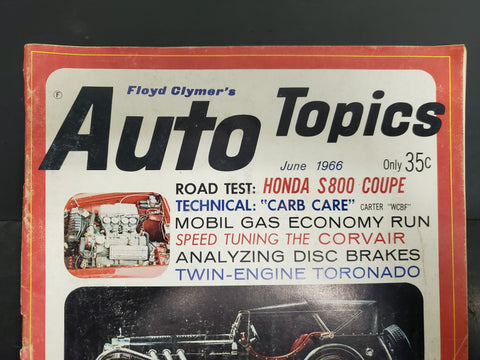 Floyd Clymer's
F
Auto Topics
June 1966 Only 35c
ROAD TEST: HONDA S800 COUPE
TECHNICAL: "CARB CARE" CARTER "WCBF"
MOBIL GAS ECONOMY RUN
SPEED TUNING THE CORVAIR
ANALYZING DISC BRAKES
TWIN-ENGINE TORONADO